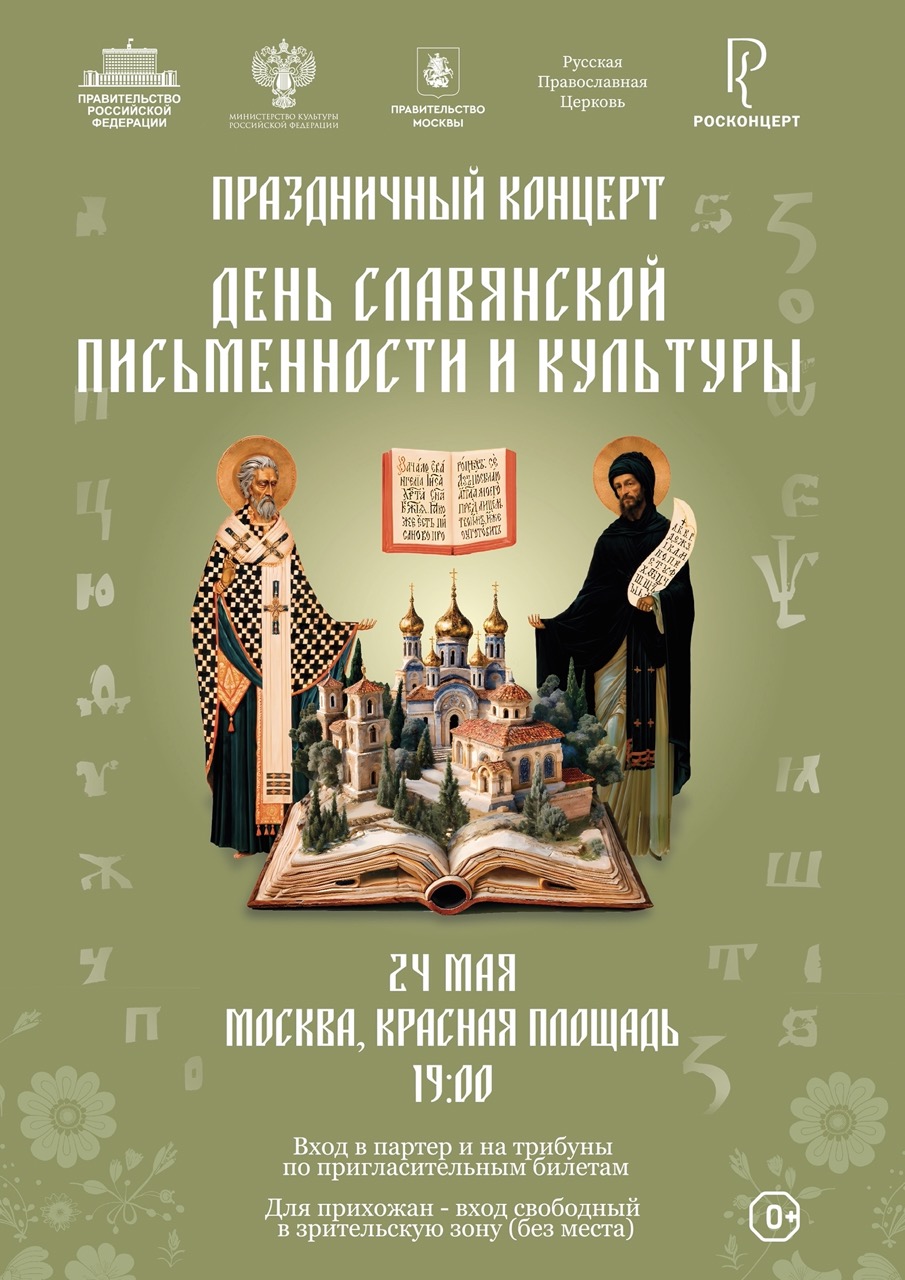 ПРАВИТЕЛЬСТВО
РОССИЙСКОЙ
ФЕДЕРАЦИИ
МИНИСТЕРСТВО КУЛЬТУРЫ
РОССИЙСКОЙ ФЕДЕРАЦИИ
ПРАВИТЕЛЬСТВО
МОСКВЫ
Русская
Православная
Церковь
РОСКОНЦЕРТ
ПРАЗДНИЧНЫЙ КОНЦЕРТ
ДЕНЬ СЛАВЯНСКОЙ
ПИСЬМЕННОСТИ И КУЛЬТУРЫ
24 МАЯ
МОСКВА, КРАСНАЯ ПЛОЩАДЬ
19:00
Вход в партер и на трибуны
по пригласительным билетам
Для прихожан - вход свободный
в зрительскую зону (без места)
0+